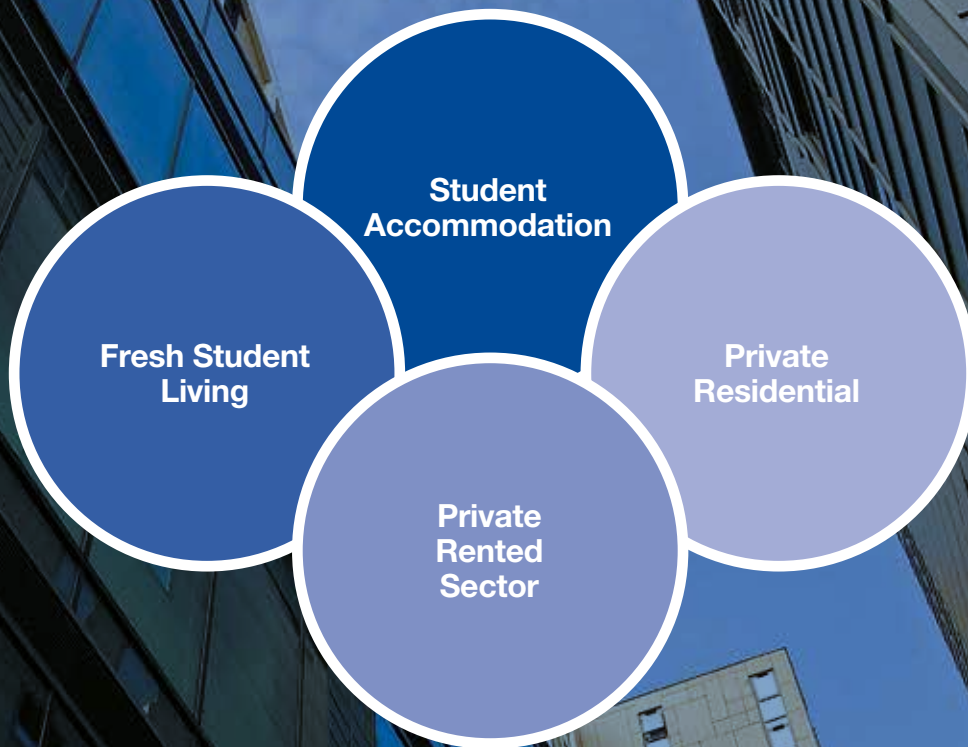 Student
Accommodation
Fresh Student
Living
Private
Residential
Private
Rented
Sector